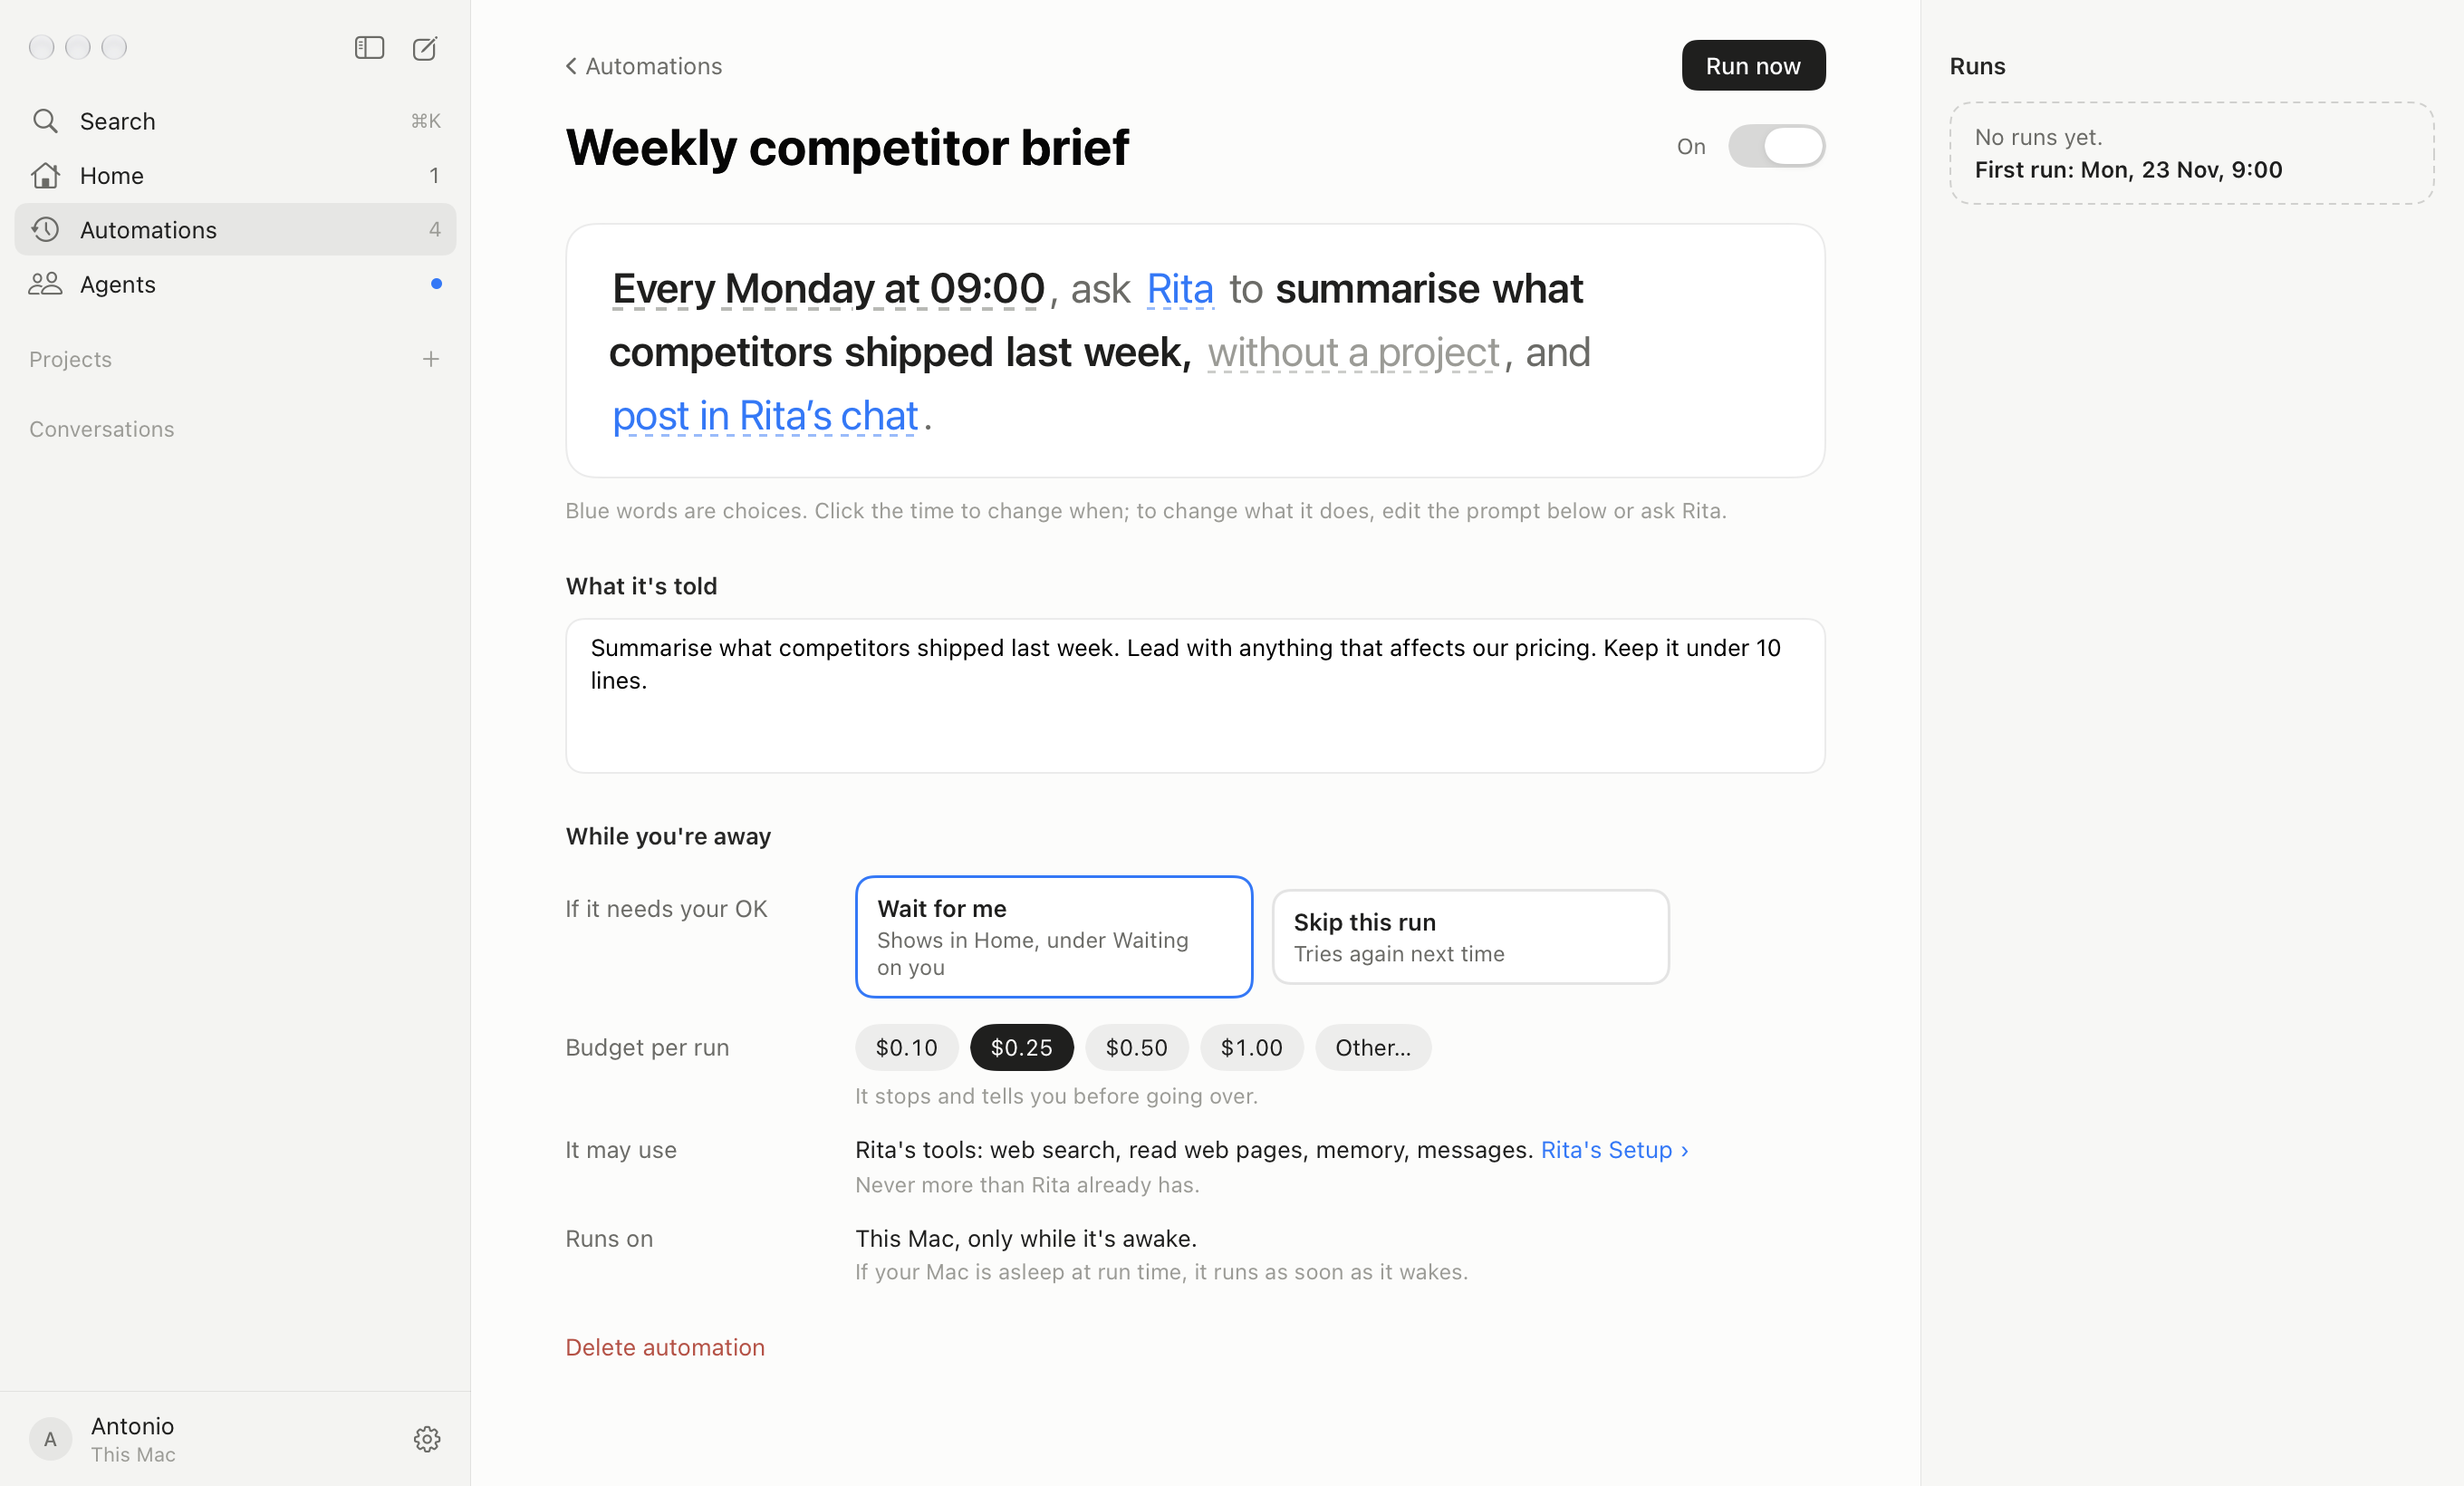 Search ⌘K
Home 1
Automations 4
Agents
Projects +
Conversations
A
Antonio
This Mac
Automations
Run now
Weekly competitor brief
On
Every Monday at 09:00, ask Rita to summarise what
competitors shipped last week, without a project, and
post in Rita’s chat.
Blue words are choices. Click the time to change when; to change what it does, edit the prompt below or ask Rita.
What it's told
Summarise what competitors shipped last week. Lead with anything that affects our pricing. Keep it under 10
lines.
While you're away
If it needs your OK
Wait for me
Shows in Home, under Waiting
on you
Skip this run
Tries again next time
Budget per run
$0.10 $0.25 $0.50 $1.00 Other...
It stops and tells you before going over.
It may use
Rita's tools: web search, read web pages, memory, messages. Rita's Setup ›
Never more than Rita already has.
Runs on
This Mac, only while it's awake.
If your Mac is asleep at run time, it runs as soon as it wakes.
Delete automation
Runs
No runs yet.
First run: Mon, 23 Nov, 9:00